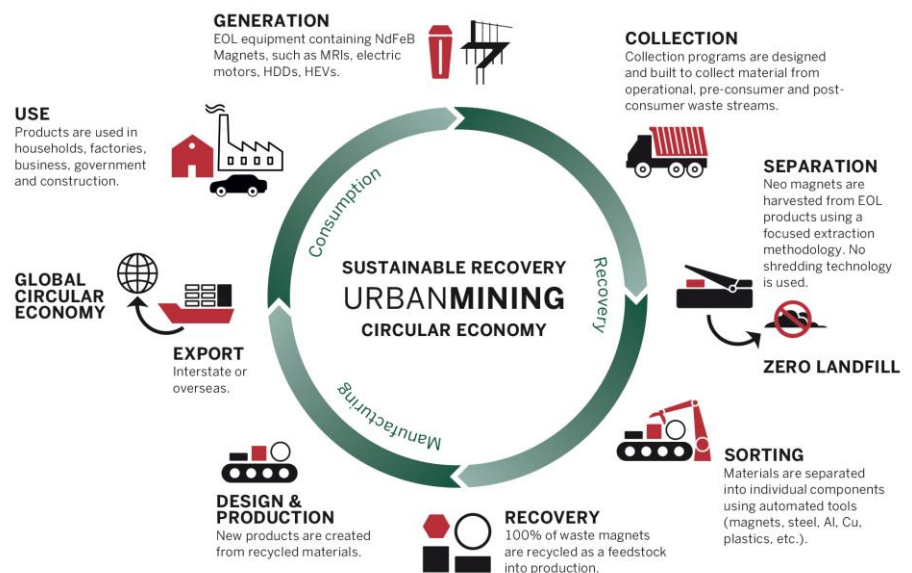 GENERATION
EOL equipment containing NdFeB
Magnets, such as MRIs, electric
motors, HDDs, HEVs.
COLLECTION
Collection programs are designed
and built to collect material from
operational, pre-consumer and post-
consumer waste streams.
USE
Products are used in
households, factories,
business, government
and construction.
SEPARATION
Neo magnets are
harvested from EOL
products using a
focused extraction
methodology. No
shredding technology
is used.
Consumption
Recovery
Manufacturing
SUSTAINABLE RECOVERY
URBANMINING
CIRCULAR ECONOMY
GLOBAL
CIRCULAR
ECONOMY
EXPORT
Interstate or
overseas.
ZERO LANDFILL
SORTING
Materials are separated
into individual components
using automated tools
(magnets, steel, Al, Cu,
plastics, etc.).
DESIGN &
PRODUCTION
New products are created
from recycled materials.
RECOVERY
100% of waste magnets
are recycled as a feedstock
into production.